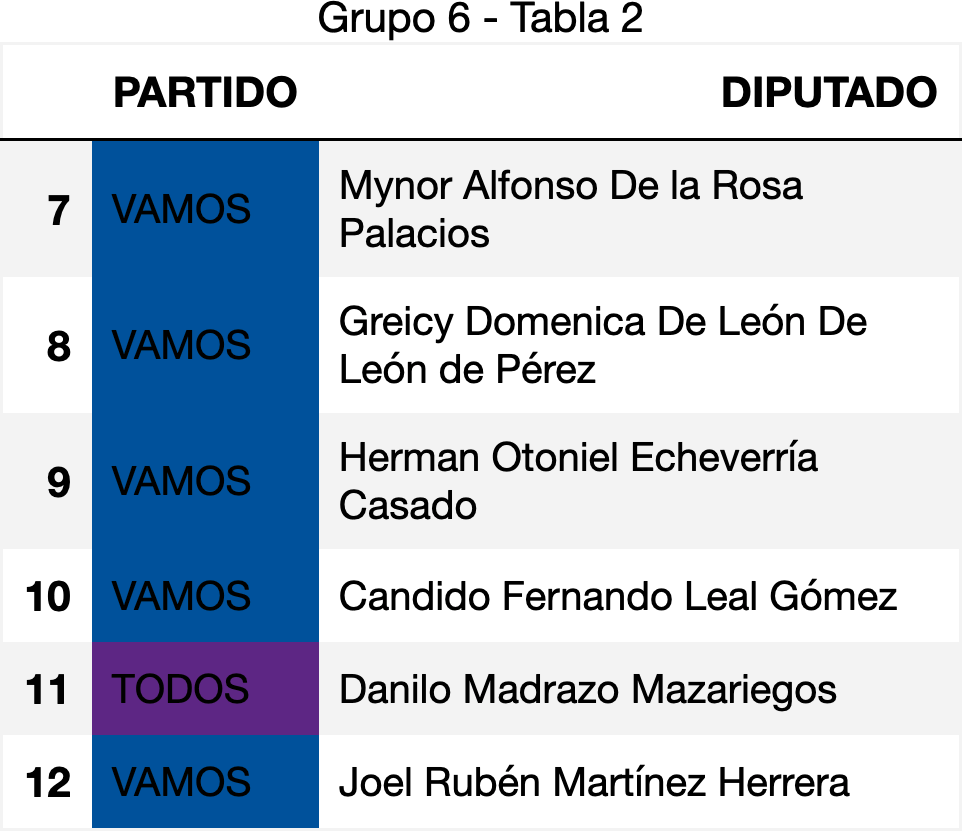 Grupo 6 - Tabla 2
PARTIDO DIPUTADO
7 VAMOS Mynor Alfonso De la Rosa
Palacios
8 VAMOS Greicy Domenica De León De
León de Pérez
9 VAMOS Herman Otoniel Echeverría
Casado
10 VAMOS Candido Fernando Leal Gómez
11 TODOS Danilo Madrazo Mazariegos
12 VAMOS Joel Rubén Martínez Herrera